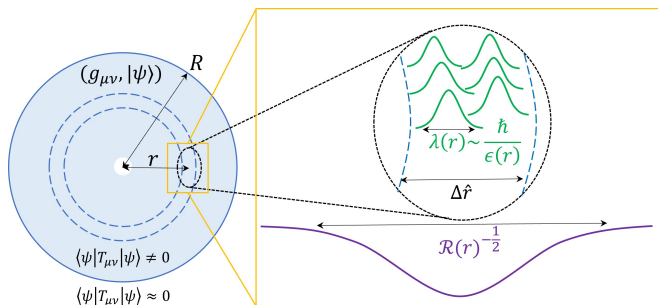 (g_{μν}, |ψ⟩)
R
r
⟨ψ|T_{μν}|ψ⟩ ≠ 0
⟨ψ|T_{μν}|ψ⟩ ≈ 0
λ(r)~ ħ/ϵ(r)
Δr̂
ℛ(r)^{-1/2}